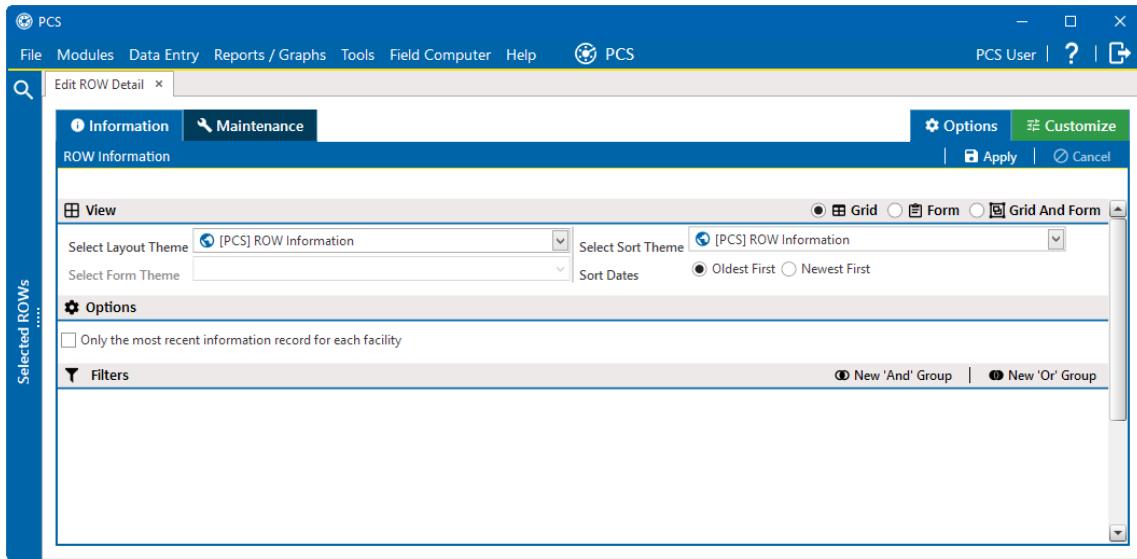 PCS
File Modules Data Entry Reports / Graphs Tools Field Computer Help PCS PCS User | ? |
Edit ROW Detail ×
Information Maintenance Options Customize
ROW Information | Apply | Cancel
View Grid Form Grid And Form
Select Layout Theme [PCS] ROW Information Select Sort Theme [PCS] ROW Information
Select Form Theme Sort Dates Oldest First Newest First
Options
Only the most recent information record for each facility
Filters New 'And' Group | New 'Or' Group
Selected ROWs